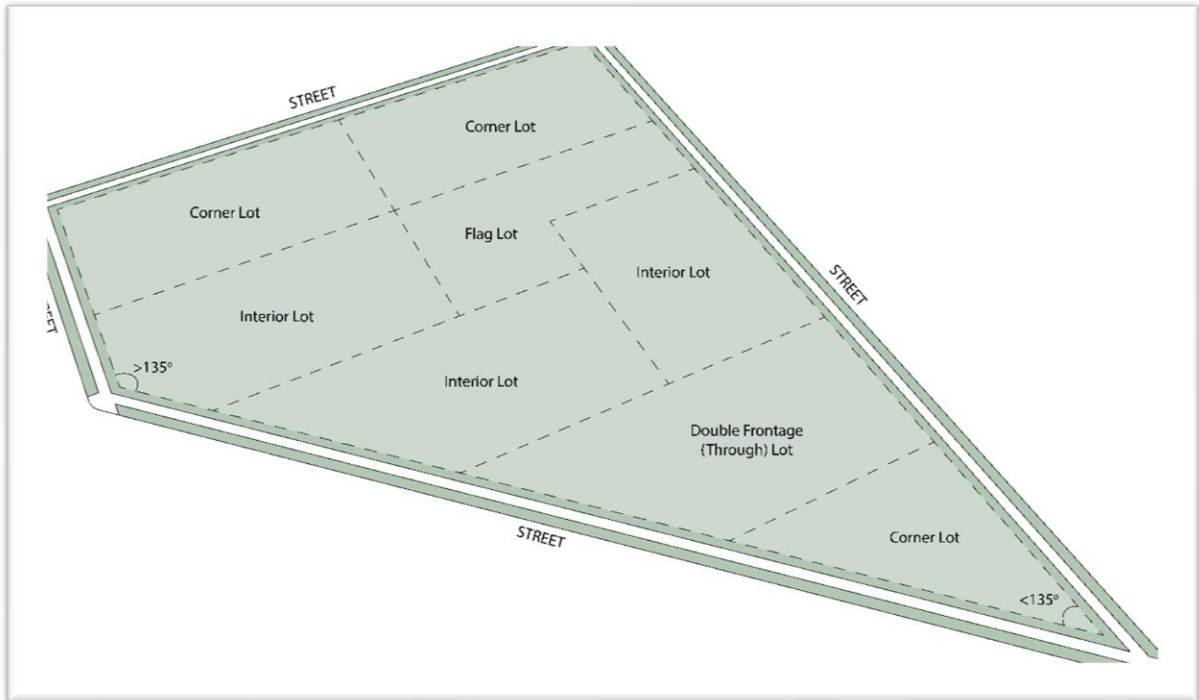 STREET
Corner Lot
Corner Lot
Flag Lot
Interior Lot
STREET
Interior Lot
>135°
Interior Lot
Double Frontage
(Through) Lot
STREET
Corner Lot
<135°